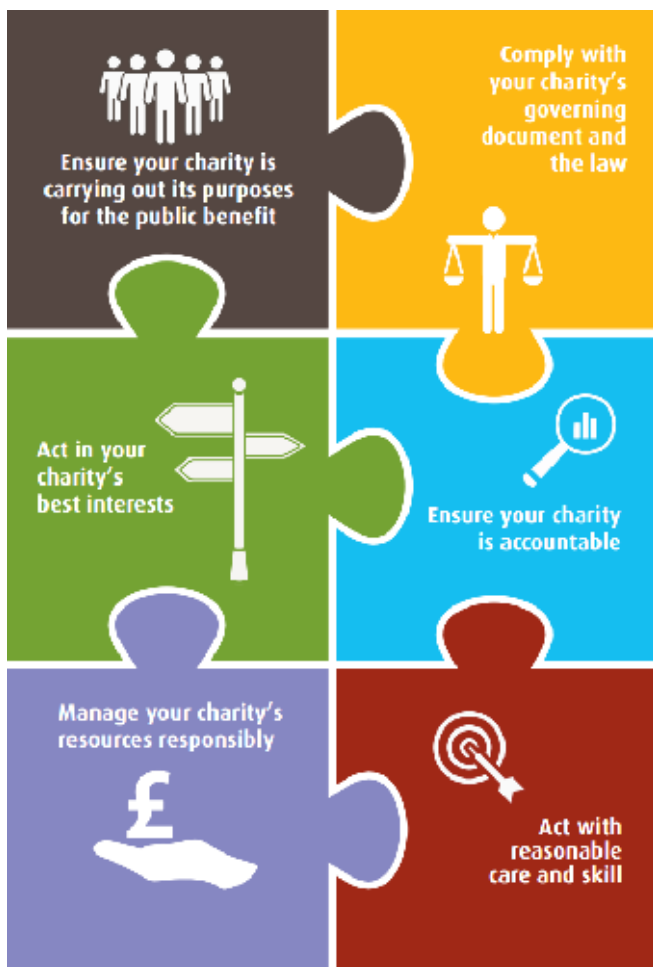 Ensure your charity is
carrying out its purposes
for the public benefit
Comply with
your charity's
governing
document and
the law
Act in your
charity's
best interests
Ensure your charity
is accountable
Manage your charity's
resources responsibly
£
Act with
reasonable
care and skill